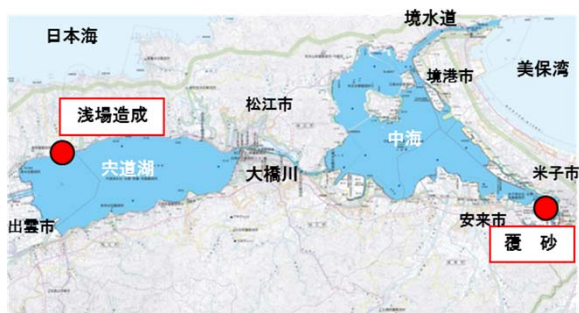 境水道
日本海
美保湾
境港市
浅場造成
松江市
中海
宍道湖
大橋川
米子市
出雲市
安来市
覆 砂